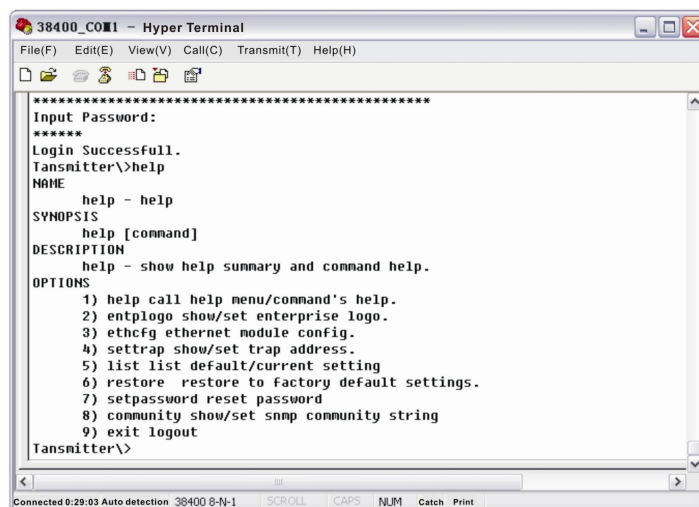 38400_COM1 - Hyper Terminal
File(F) Edit(E) View(V) Call(C) Transmit(T) Help(H)
************************************************
Input Password:
******
Login Successfull.
Tansmitter\>help
NAME
help - help
SYNOPSIS
help [command]
DESCRIPTION
help - show help summary and command help.
OPTIONS
1) help call help menu/command's help.
2) entplogo show/set enterprise logo.
3) ethcfg ethernet module config.
4) settrap show/set trap address.
5) list list default/current setting
6) restore  restore to factory default settings.
7) setpassword reset password
8) community show/set snmp community string
9) exit logout
Tansmitter\>
Connected 0:29:03 Auto detection 38400 8-N-1 SCROLL CAPS NUM Catch Print